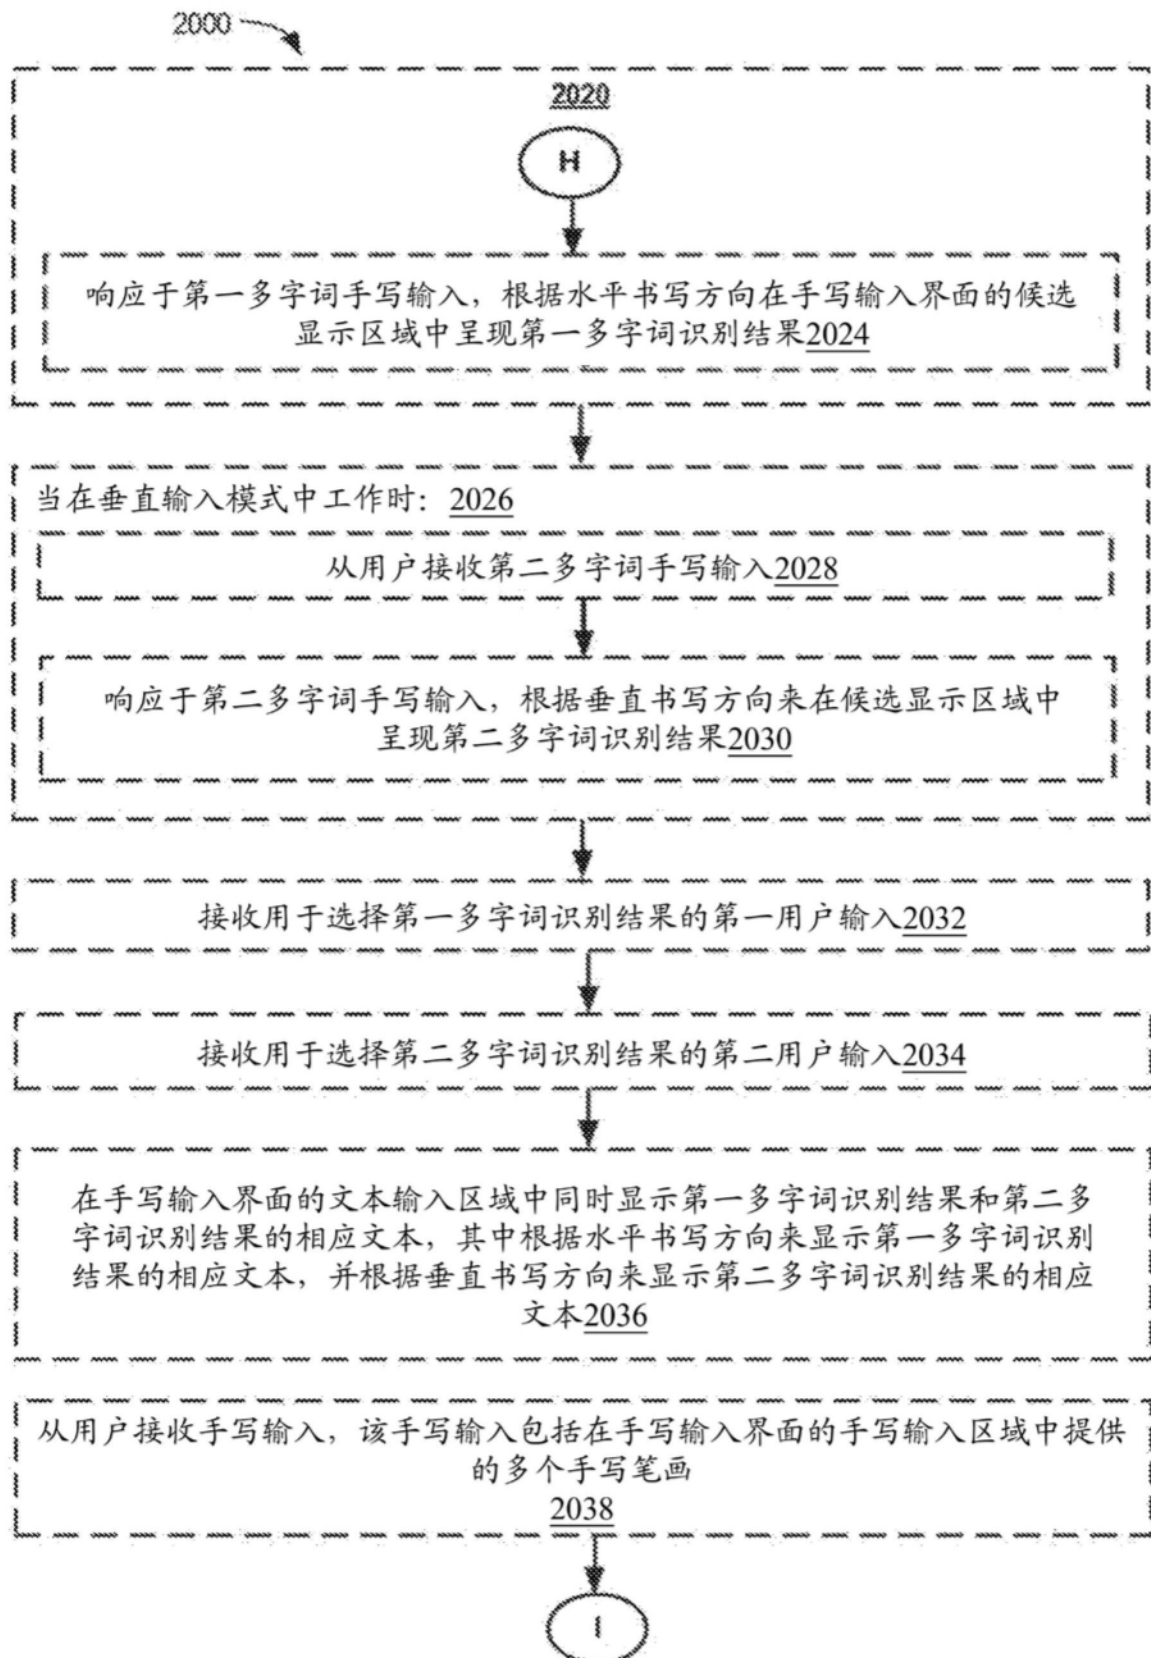 2000
2020
H
响应于第一多字词手写输入，根据水平书写方向在手写输入界面的候选
显示区域中呈现第一多字词识别结果2024
当在垂直输入模式中工作时：2026
从用户接收第二多字词手写输入2028
响应于第二多字词手写输入，根据垂直书写方向来在候选显示区域中
呈现第二多字词识别结果2030
接收用于选择第一多字词识别结果的第一用户输入2032
接收用于选择第二多字词识别结果的第二用户输入2034
在手写输入界面的文本输入区域中同时显示第一多字词识别结果和第二多
字词识别结果的相应文本，其中根据水平书写方向来显示第一多字词识别
结果的相应文本，并根据垂直书写方向来显示第二多字词识别结果的相应
文本2036
从用户接收手写输入，该手写输入包括在手写输入界面的手写输入区域中提供
的多个手写笔画
2038
I